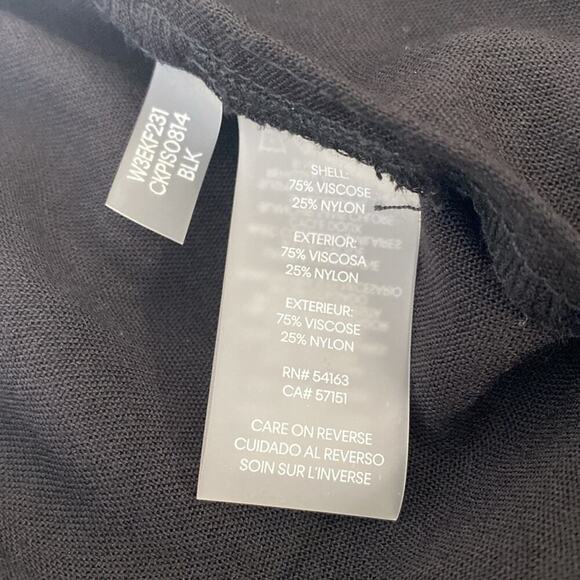 W3EKF231
CKPIS0814
BLK
SHELL:
75% VISCOSE
25% NYLON
EXTERIOR:
75% VISCOSA
25% NYLON
EXTERIEUR:
75% VISCOSE
25% NYLON
RN# 54163
CA# 57151
CARE ON REVERSE
CUIDADO AL REVERSO
SOIN SUR L'INVERSE